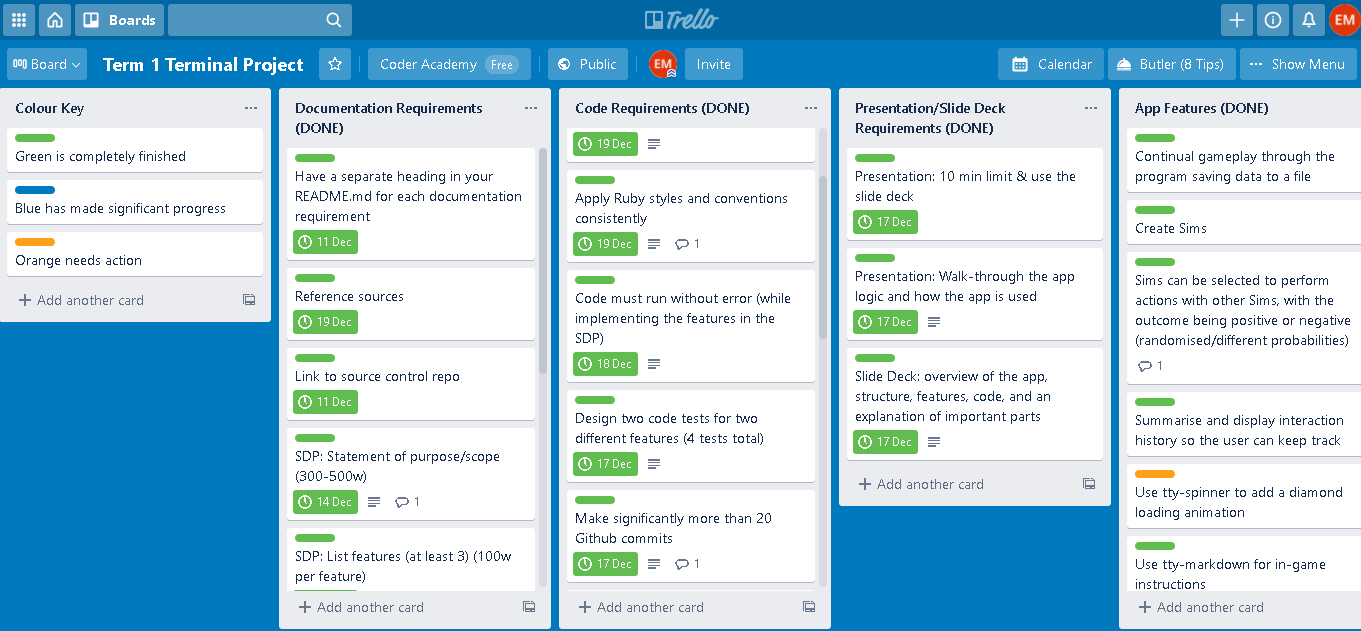 Boards
Trello
EM
Board
Term 1 Terminal Project
Coder Academy Free
Public
EM
Invite
Calendar
Butler (8 Tips)
... Show Menu
Colour Key
Green is completely finished
Blue has made significant progress
Orange needs action
+ Add another card
Documentation Requirements
(DONE)
Have a separate heading in your
README.md for each documentation
requirement
11 Dec
Reference sources
19 Dec
Link to source control repo
11 Dec
SDP: Statement of purpose/scope
(300-500w)
14 Dec 1
SDP: List features (at least 3) (100w
per feature)
+ Add another card
Code Requirements (DONE)
19 Dec
Apply Ruby styles and conventions
consistently
19 Dec 1
Code must run without error (while
implementing the features in the
SDP)
18 Dec
Design two code tests for two
different features (4 tests total)
17 Dec
Make significantly more than 20
Github commits
17 Dec 1
+ Add another card
Presentation/Slide Deck
Requirements (DONE)
Presentation: 10 min limit & use the
slide deck
17 Dec
Presentation: Walk-through the app
logic and how the app is used
17 Dec
Slide Deck: overview of the app,
structure, features, code, and an
explanation of important parts
17 Dec
+ Add another card
App Features (DONE)
Continual gameplay through the
program saving data to a file
Create Sims
Sims can be selected to perform
actions with other Sims, with the
outcome being positive or negative
(randomised/different probabilities)
1
Summarise and display interaction
history so the user can keep track
Use tty-spinner to add a diamond
loading animation
Use tty-markdown for in-game
instructions
+ Add another card